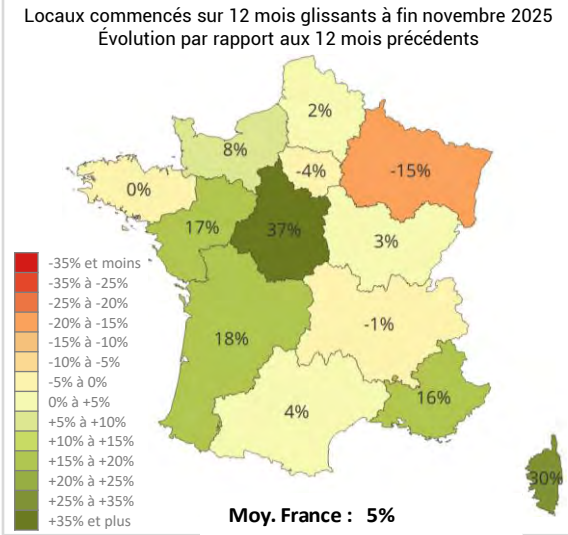 Locaux commencés sur 12 mois glissants à fin novembre 2025
Évolution par rapport aux 12 mois précédents
2%
8%
-4%
-15%
0%
17%
37%
3%
18%
-1%
4%
16%
30%
-35% et moins
-35% à -25%
-25% à -20%
-20% à -15%
-15% à -10%
-10% à -5%
-5% à 0%
0% à +5%
+5% à +10%
+10% à +15%
+15% à +20%
+20% à +25%
+25% à +35%
+35% et plus
Moy. France : 5%